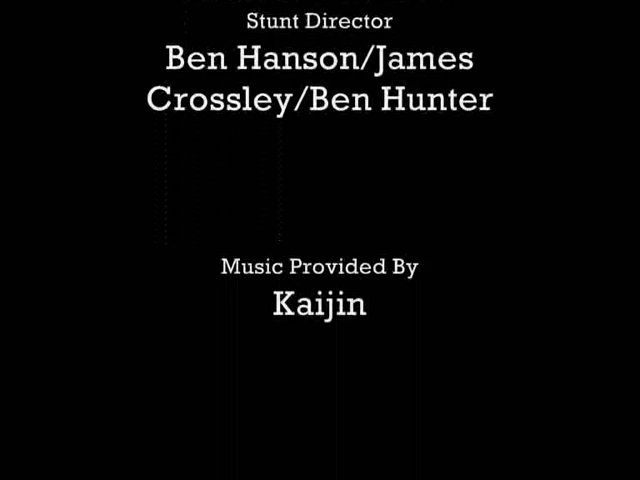 Stunt Director
Ben Hanson/James
Crossley/Ben Hunter
Music Provided By
Kaijin